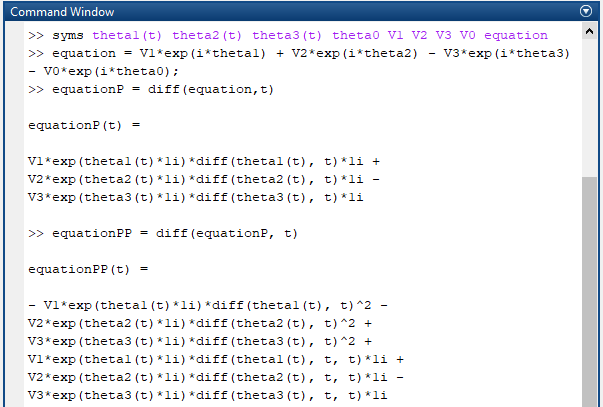 Command Window
>> syms theta1(t) theta2(t) theta3(t) theta0 V1 V2 V3 V0 equation
>> equation = V1*exp(i*theta1) + V2*exp(i*theta2) - V3*exp(i*theta3)
- V0*exp(i*theta0);
>> equationP = diff(equation,t)
equationP(t) =
V1*exp(theta1(t)*1i)*diff(theta1(t), t)*1i +
V2*exp(theta2(t)*1i)*diff(theta2(t), t)*1i -
V3*exp(theta3(t)*1i)*diff(theta3(t), t)*1i
>> equationPP = diff(equationP, t)
equationPP(t) =
- V1*exp(theta1(t)*1i)*diff(theta1(t), t)^2 -
V2*exp(theta2(t)*1i)*diff(theta2(t), t)^2 +
V3*exp(theta3(t)*1i)*diff(theta3(t), t)^2 +
V1*exp(theta1(t)*1i)*diff(theta1(t), t, t)*1i +
V2*exp(theta2(t)*1i)*diff(theta2(t), t, t)*1i -
V3*exp(theta3(t)*1i)*diff(theta3(t), t, t)*1i